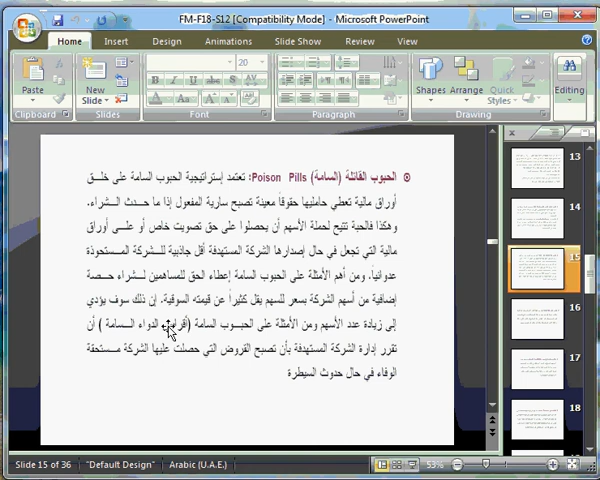 FM-F18-S12 [Compatibility Mode] - Microsoft PowerPoint
Home Insert Design Animations Slide Show Review View
Paste
New Slide
Shapes Arrange Quick Styles Editing
Clipboard Slides Font Paragraph Drawing
20
الحبوب القاتلة (السامة) Poison Pills: تعتمد إستراتيجية الحبوب السامة على خلق
أوراق مالية تعطي حامليها حقوقاً معينة تصبح سارية المفعول إذا ما حدث الشراء.
وهكذا فالحبة تتيح لحملة الأسهم أن يحصلوا على حق تصويت خاص أو على أوراق
مالية التي تجعل في حال إصدارها الشركة المستهدفة أقل جاذبية للشركة المستحوذة
عدوانياً. ومن أهم الأمثلة على الحبوب السامة إعطاء الحق للمساهمين لشراء حصة
إضافية من أسهم الشركة بسعر للسهم يقل كثيراً عن قيمته السوقية. إن ذلك سوف يؤدي
إلى زيادة عدد الأسهم ومن الأمثلة على الحبوب السامة (أقراص الدواء السامة ) أن
تقرر إدارة الشركة المستهدفة بأن تصبح القروض التي حصلت عليها الشركة مستحقة
الوفاء في حال حدوث السيطرة
13
14
15
16
17
18
Slide 15 of 36 "Default Design" Arabic (U.A.E.) 53%